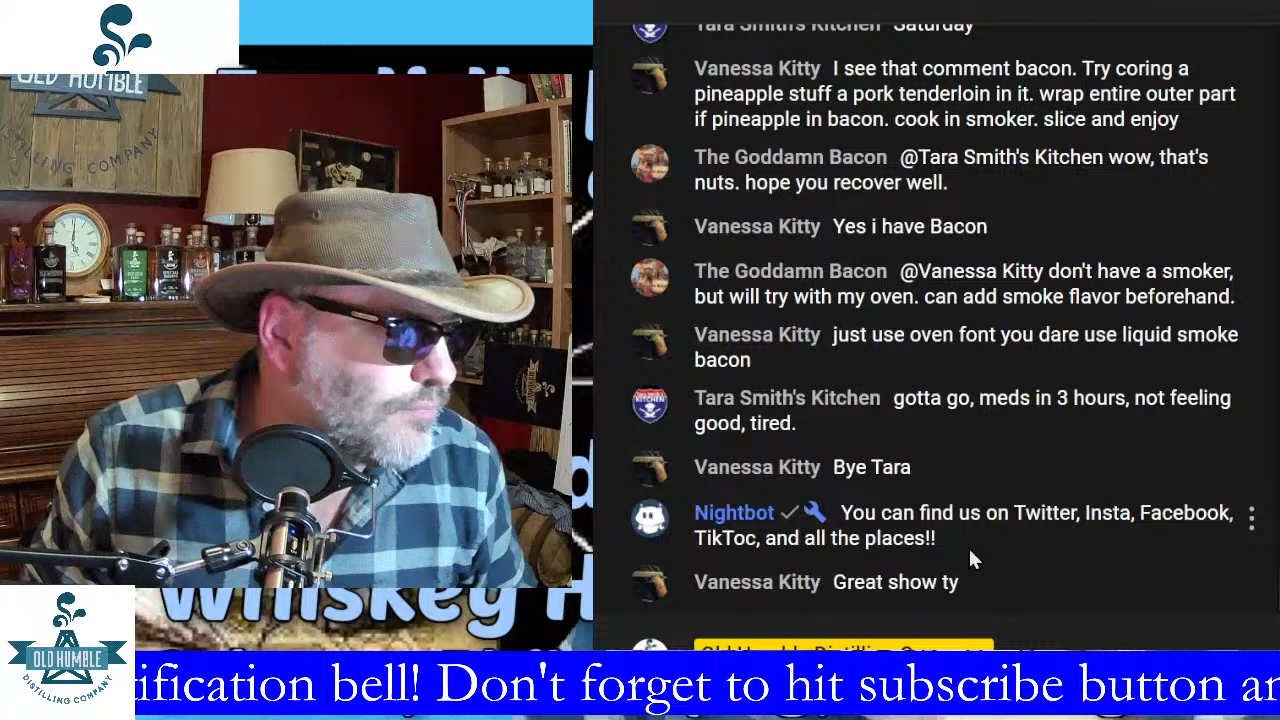 Tara Smith's Kitchen Saturday
Vanessa Kitty I see that comment bacon. Try coring a
pineapple stuff a pork tenderloin in it. wrap entire outer part
if pineapple in bacon. cook in smoker. slice and enjoy
The Goddamn Bacon @Tara Smith's Kitchen wow, that's
nuts. hope you recover well.
Vanessa Kitty Yes i have Bacon
The Goddamn Bacon @Vanessa Kitty don't have a smoker,
but will try with my oven. can add smoke flavor beforehand.
Vanessa Kitty just use oven font you dare use liquid smoke
bacon
Tara Smith's Kitchen gotta go, meds in 3 hours, not feeling
good, tired.
Vanessa Kitty Bye Tara
Nightbot You can find us on Twitter, Insta, Facebook,
TikToc, and all the places!!
Vanessa Kitty Great show ty
OLD HUMBLE
DISTILLING COMPANY
Whiskey H
OLD HUMBLE
DISTILLING COMPANY
tification bell! Don't forget to hit subscribe button an